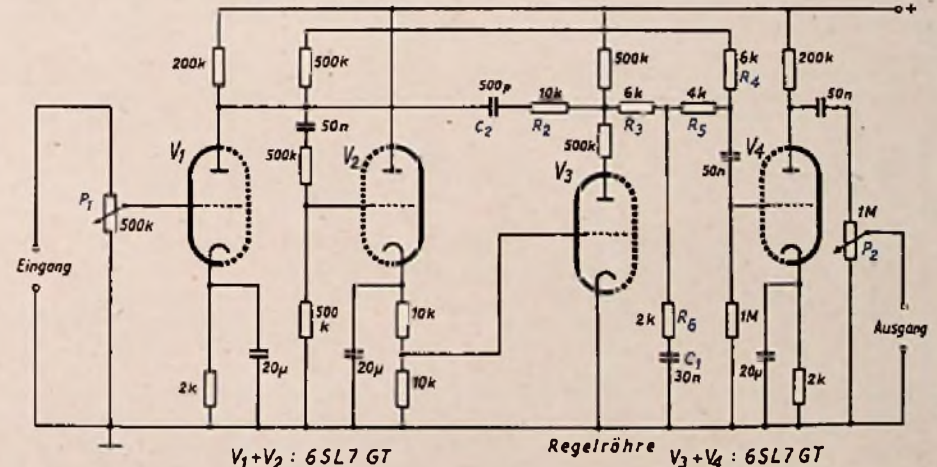 +
200k
500k
500k
6k
R4
200k
500p
10k
6k
4k
50n
C2
R2
R3
R5
50n
V1
500k
V2
V3
500k
50n
V4
P1
500k
1M
P2
Eingang
500
k
10k
2k
R6
1M
Ausgang
20µ
20µ
C1
30n
20µ
2k
10k
2k
V1+V2 : 6SL7 GT
Regelröhre
V3+V4 : 6SL7 GT